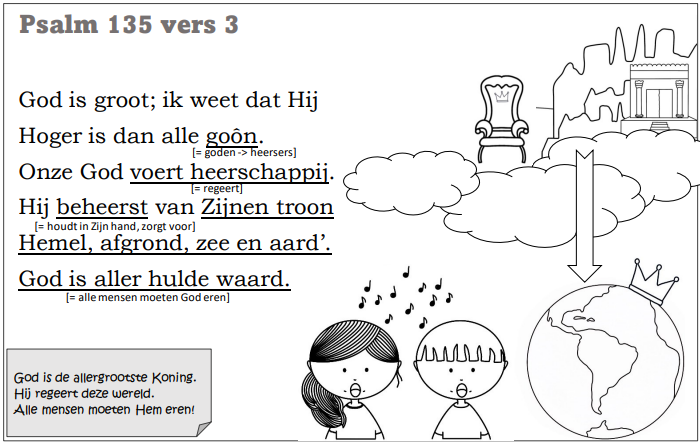 Psalm 135 vers 3
God is groot; ik weet dat Hij
Hoger is dan alle goôn.
[= goden -> heersers]
Onze God voert heerschappij.
[= regeert]
Hij beheerst van Zijnen troon
[= houdt in Zijn hand, zorgt voor]
Hemel, afgrond, zee en aard’.
God is aller hulde waard.
[= alle mensen moeten God eren]
God is de allergrootste Koning.
Hij regeert deze wereld.
Alle mensen moeten Hem eren!